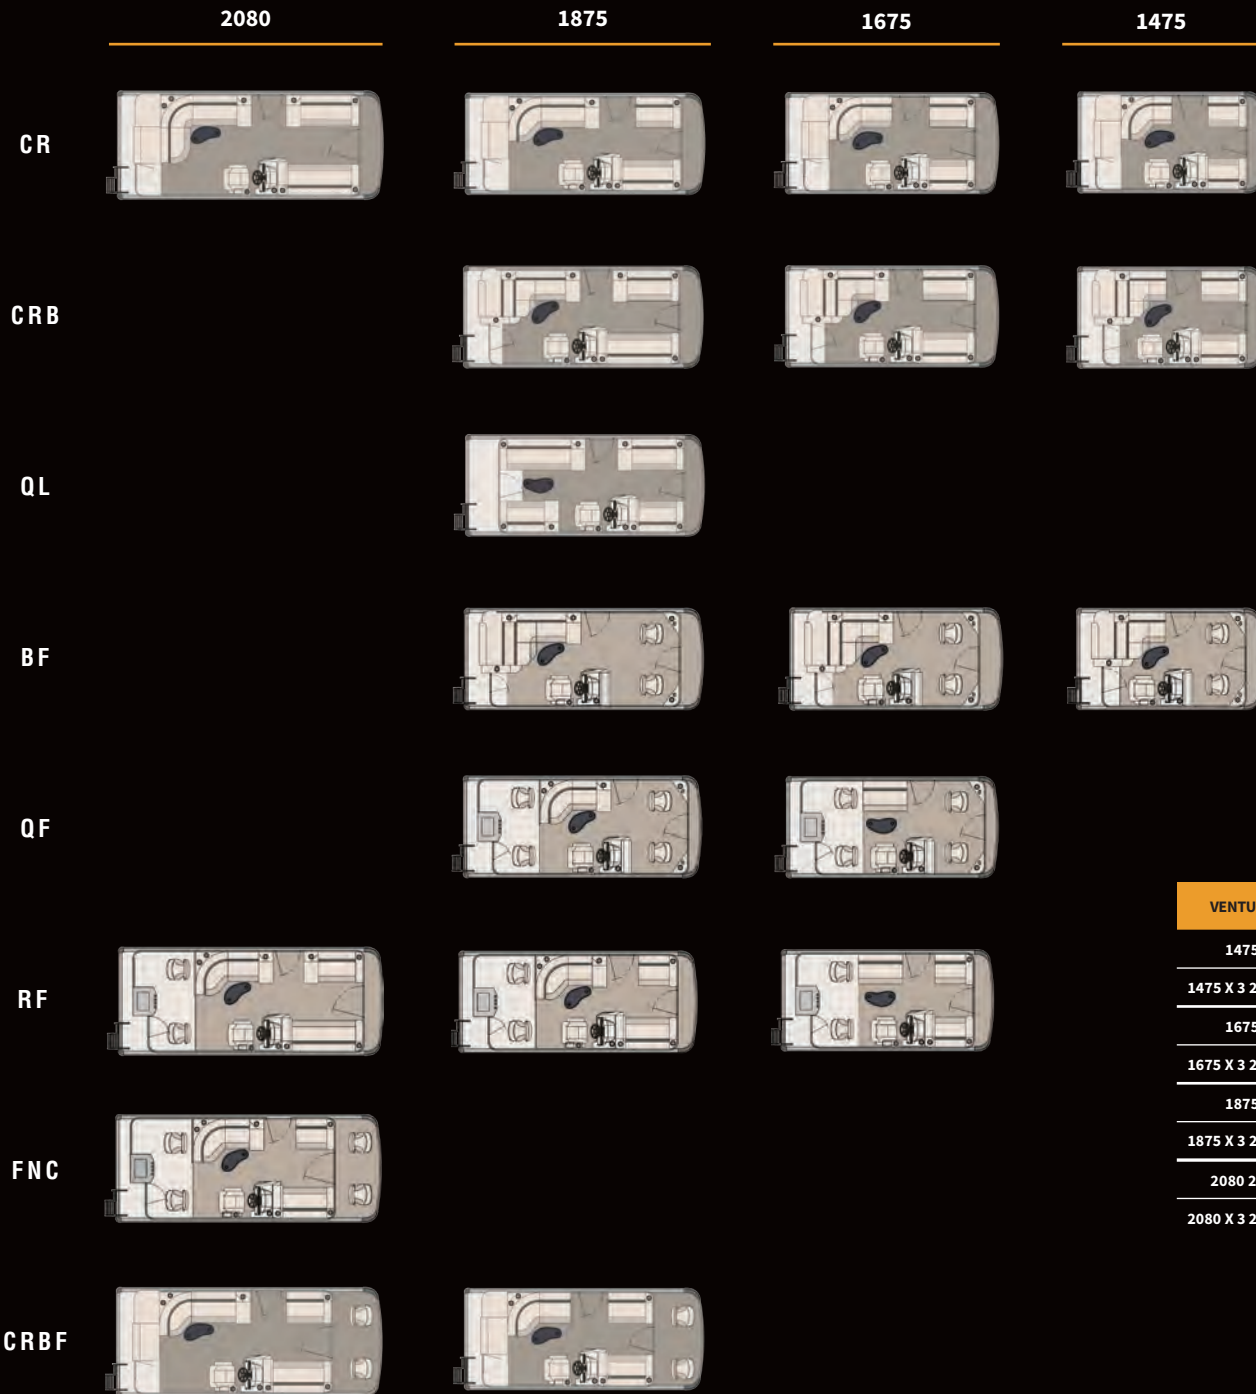 2080 1875 1675 1475
CR
CRB
QL
BF
QF
RF
FNC
CRBF
VENTU
1475
1475 X 3 2
1675
1675 X 3 2
1875
1875 X 3 2
2080 2
2080 X 3 2